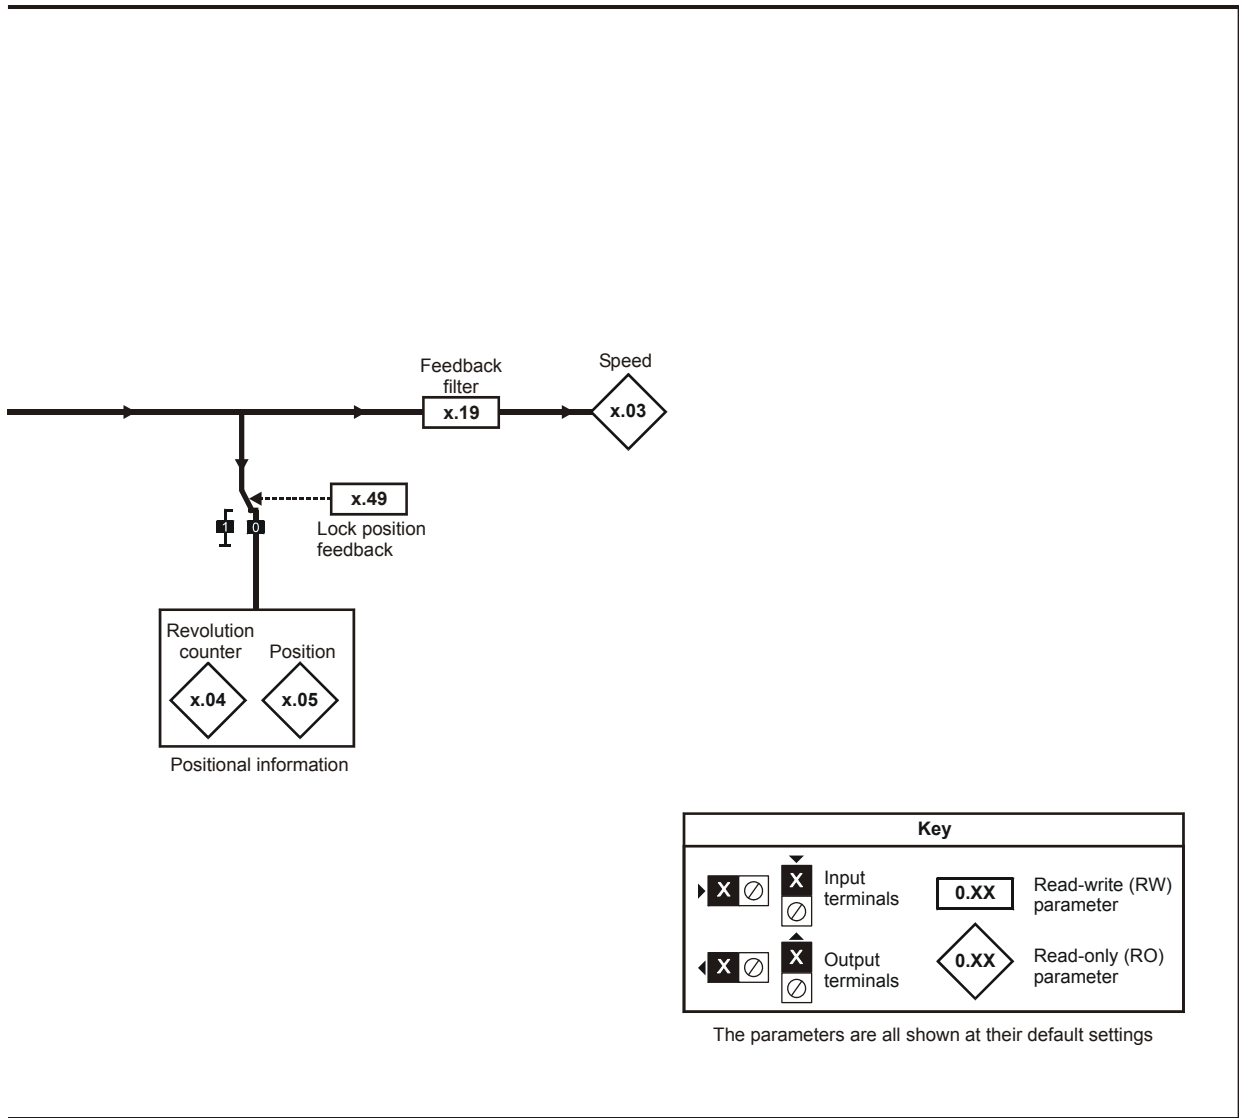 Feedback
filter
x.19
Speed
x.03
x.49
Lock position
feedback
1 0
Revolution
counter
Position
x.04
x.05
Positional information
Key
X
X
Input
terminals
0.XX
Read-write (RW)
parameter
X
X
Output
terminals
0.XX
Read-only (RO)
parameter
The parameters are all shown at their default settings